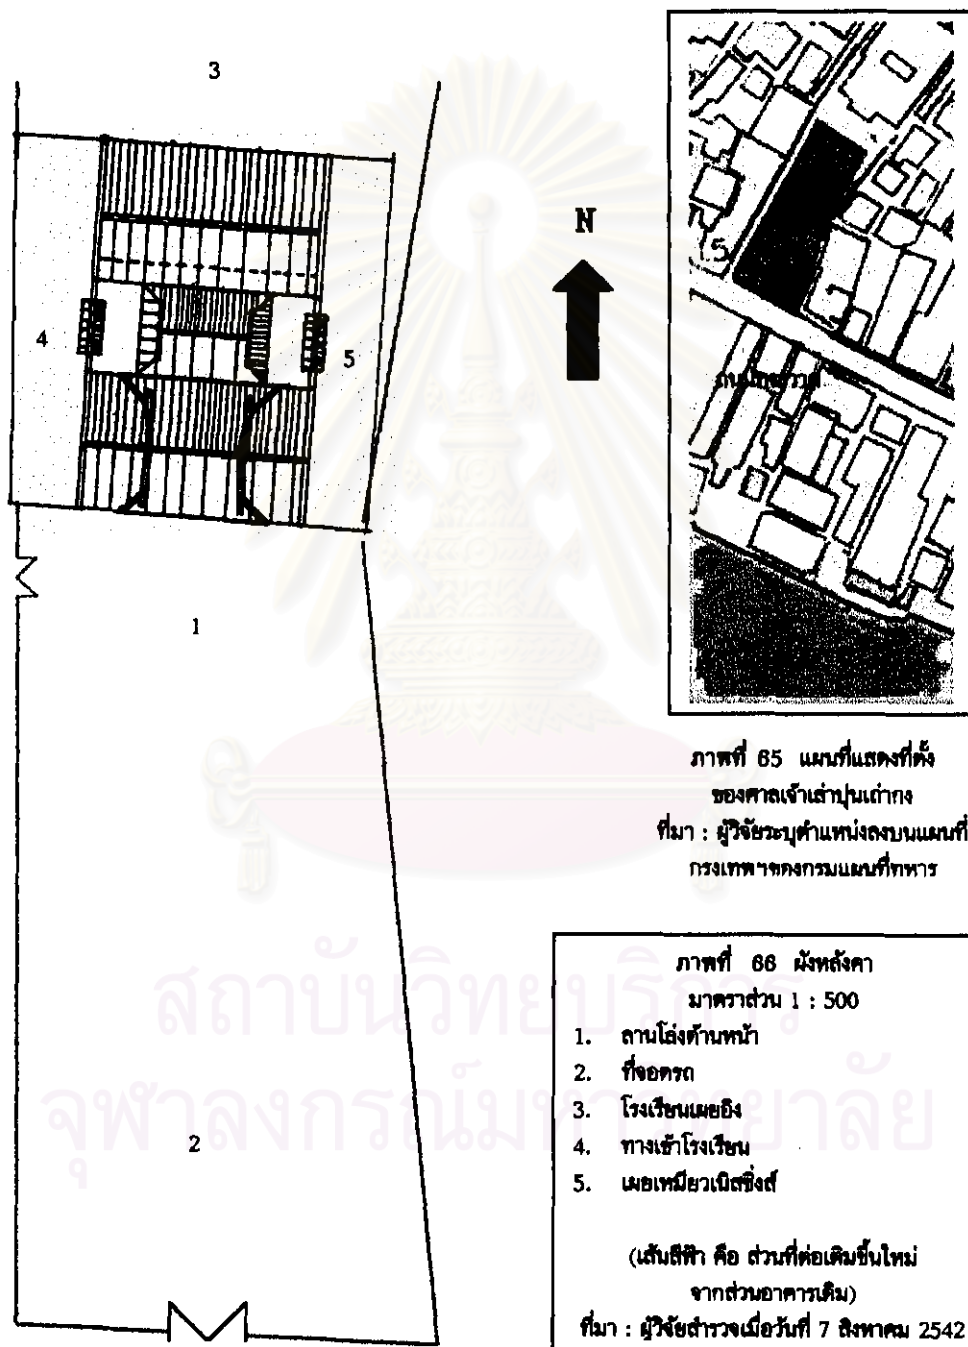 3
N
4
5
1
2
ภาพที่ 65 แผนที่แสดงที่ตั้ง
ของศาลเจ้าเล่าปุนเถ่ากง
ที่มา : ผู้วิจัยระบุตำแหน่งลงบนแผนที่
กรุงเทพฯของกรมแผนที่ทหาร
ภาพที่ 66 ผังหลังคา
มาตราส่วน 1 : 500
1. ลานโล่งด้านหน้า
2. ที่จอดรถ
3. โรงเรียนเผยอิง
4. ทางเข้าโรงเรียน
5. เผยเหมียวเนิสซิ่งส์
(เส้นสีฟ้า คือ ส่วนที่ต่อเติมขึ้นใหม่
จากส่วนอาคารเดิม)
ที่มา : ผู้วิจัยสำรวจเมื่อวันที่ 7 สิงหาคม 2542
สถาบันวิทยบริการ
จุฬาลงกรณ์มหาวิทยาลัย